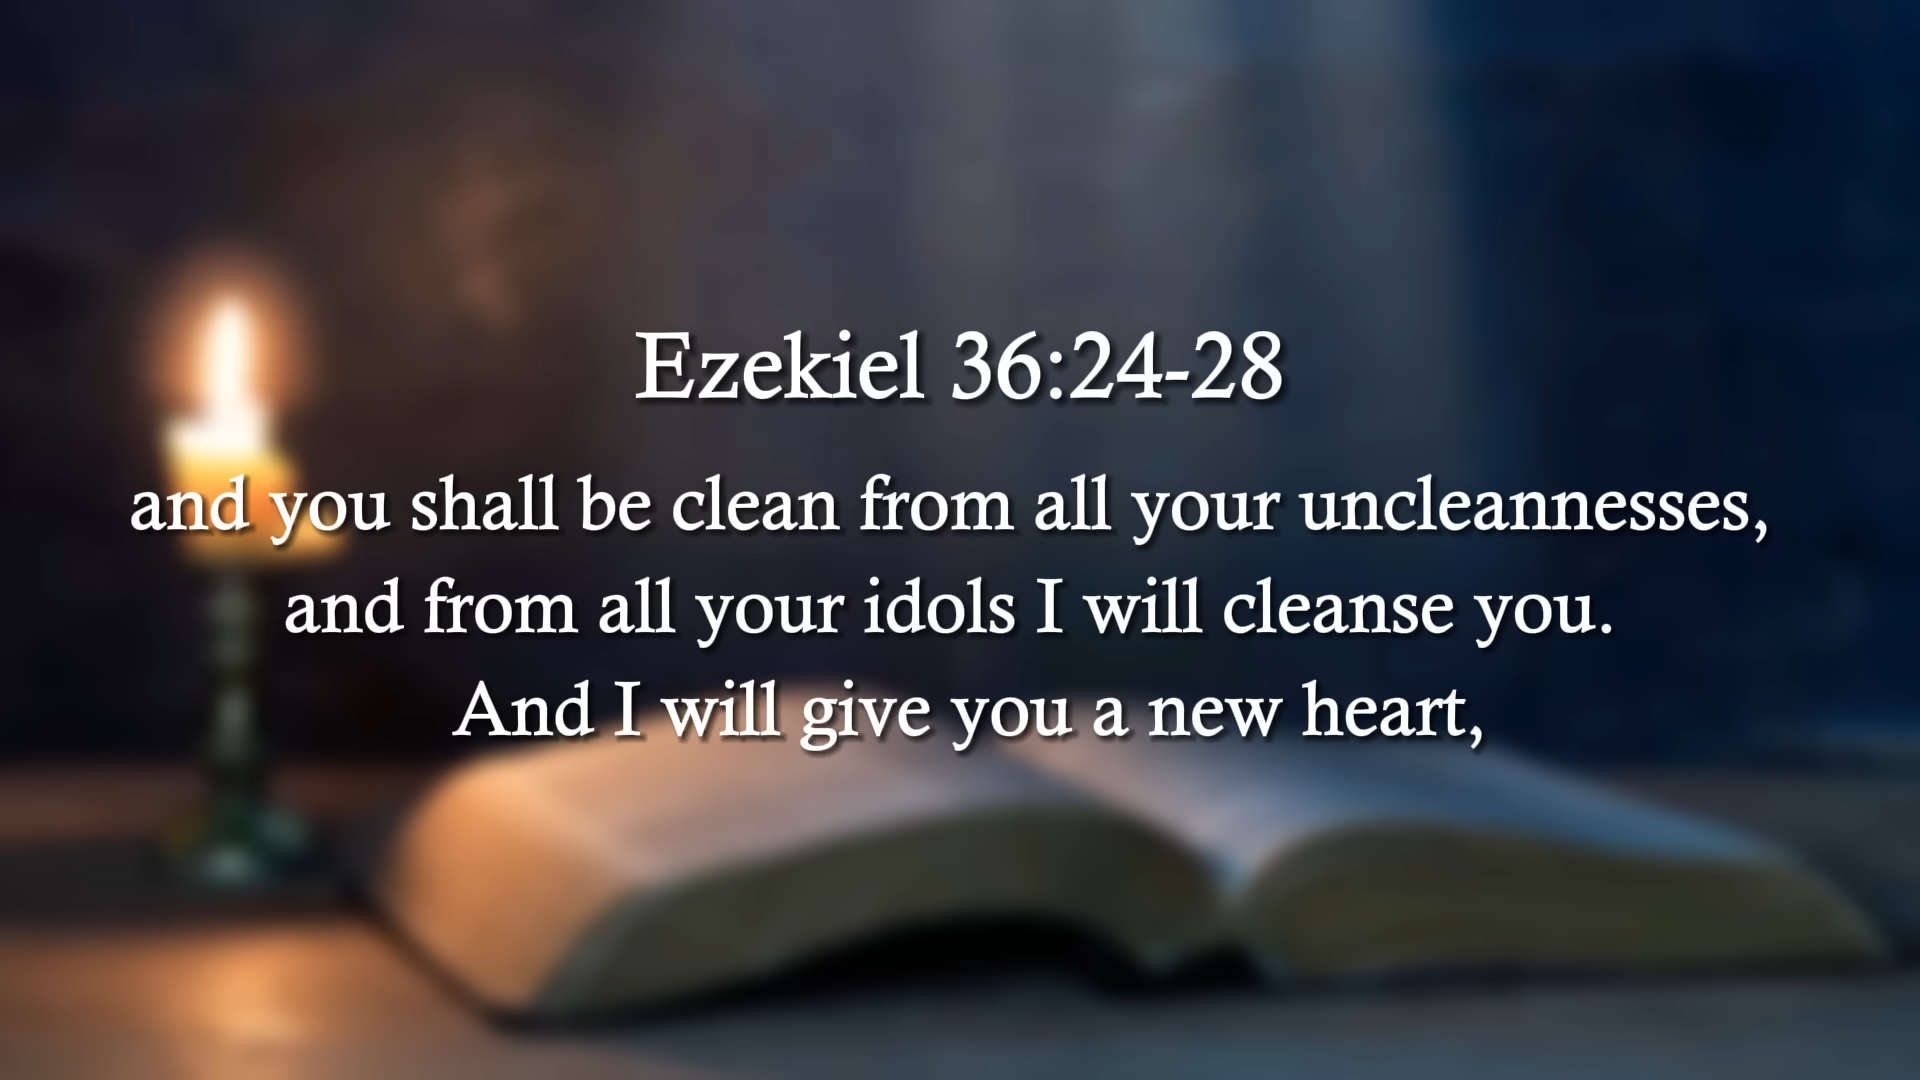 Ezekiel 36:24-28
and you shall be clean from all your uncleannesses,
and from all your idols I will cleanse you.
And I will give you a new heart,